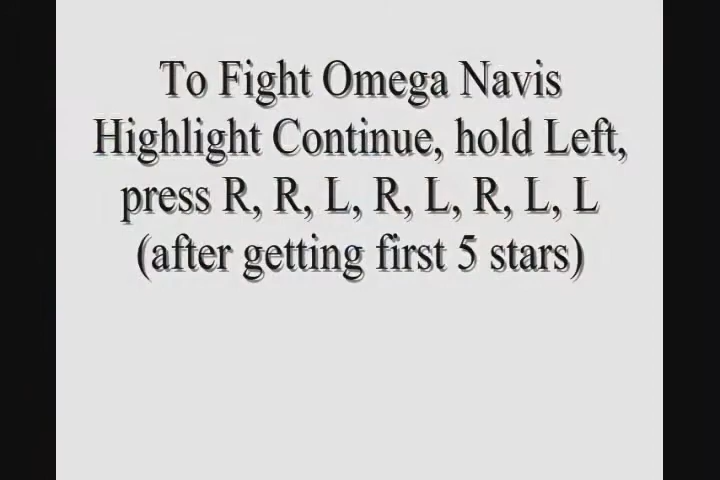 To Fight Omega Navis
Highlight Continue, hold Left,
press R, R, L, R, L, R, L, L
(after getting first 5 stars)